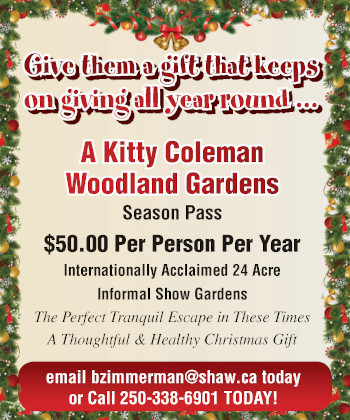 Give them a gift that keeps
on giving all year round ...
A Kitty Coleman
Woodland Gardens
Season Pass
$50.00 Per Person Per Year
Internationally Acclaimed 24 Acre
Informal Show Gardens
The Perfect Tranquil Escape in These Times
A Thoughtful & Healthy Christmas Gift
email bzimmerman@shaw.ca today
or Call 250-338-6901 TODAY!